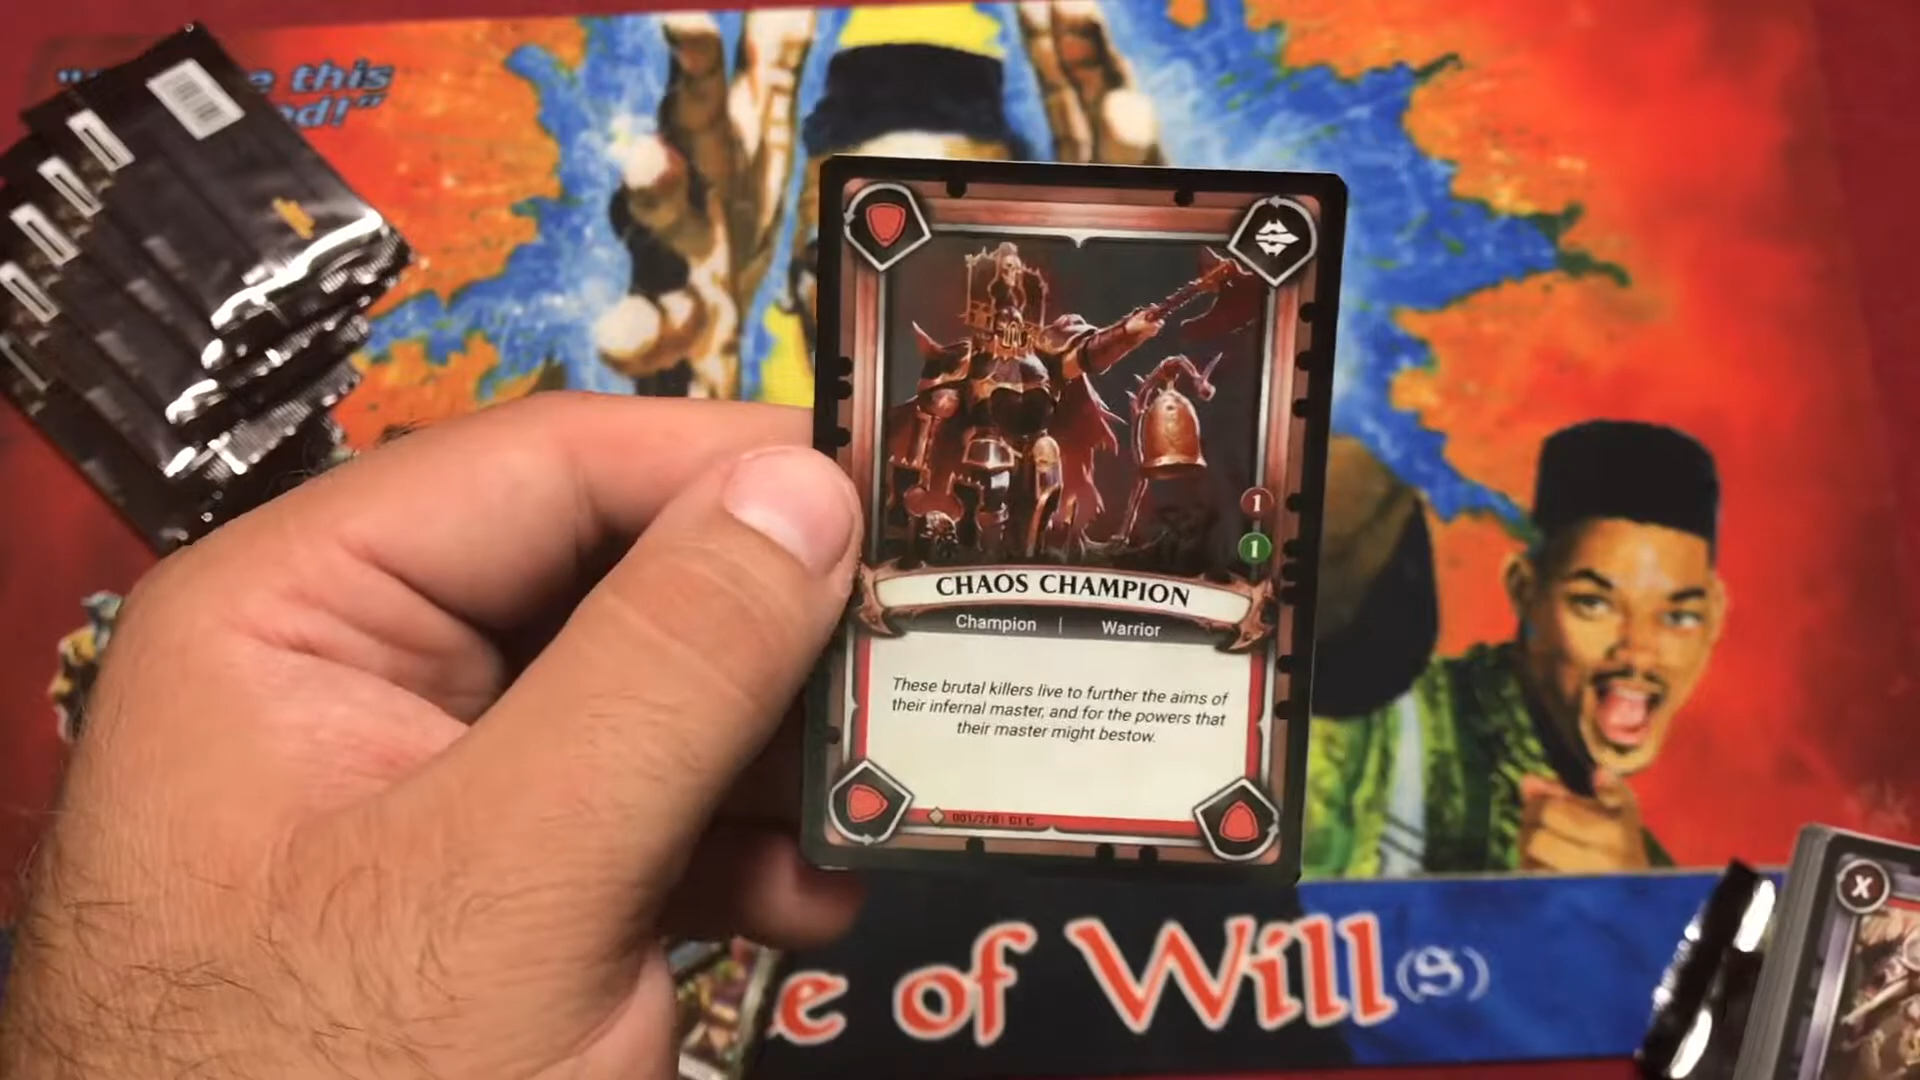 e this
od!"
1
1
CHAOS CHAMPION
Champion | Warrior
These brutal killers live to further the aims of
their infernal master, and for the powers that
their master might bestow.
e of Will(s)
X